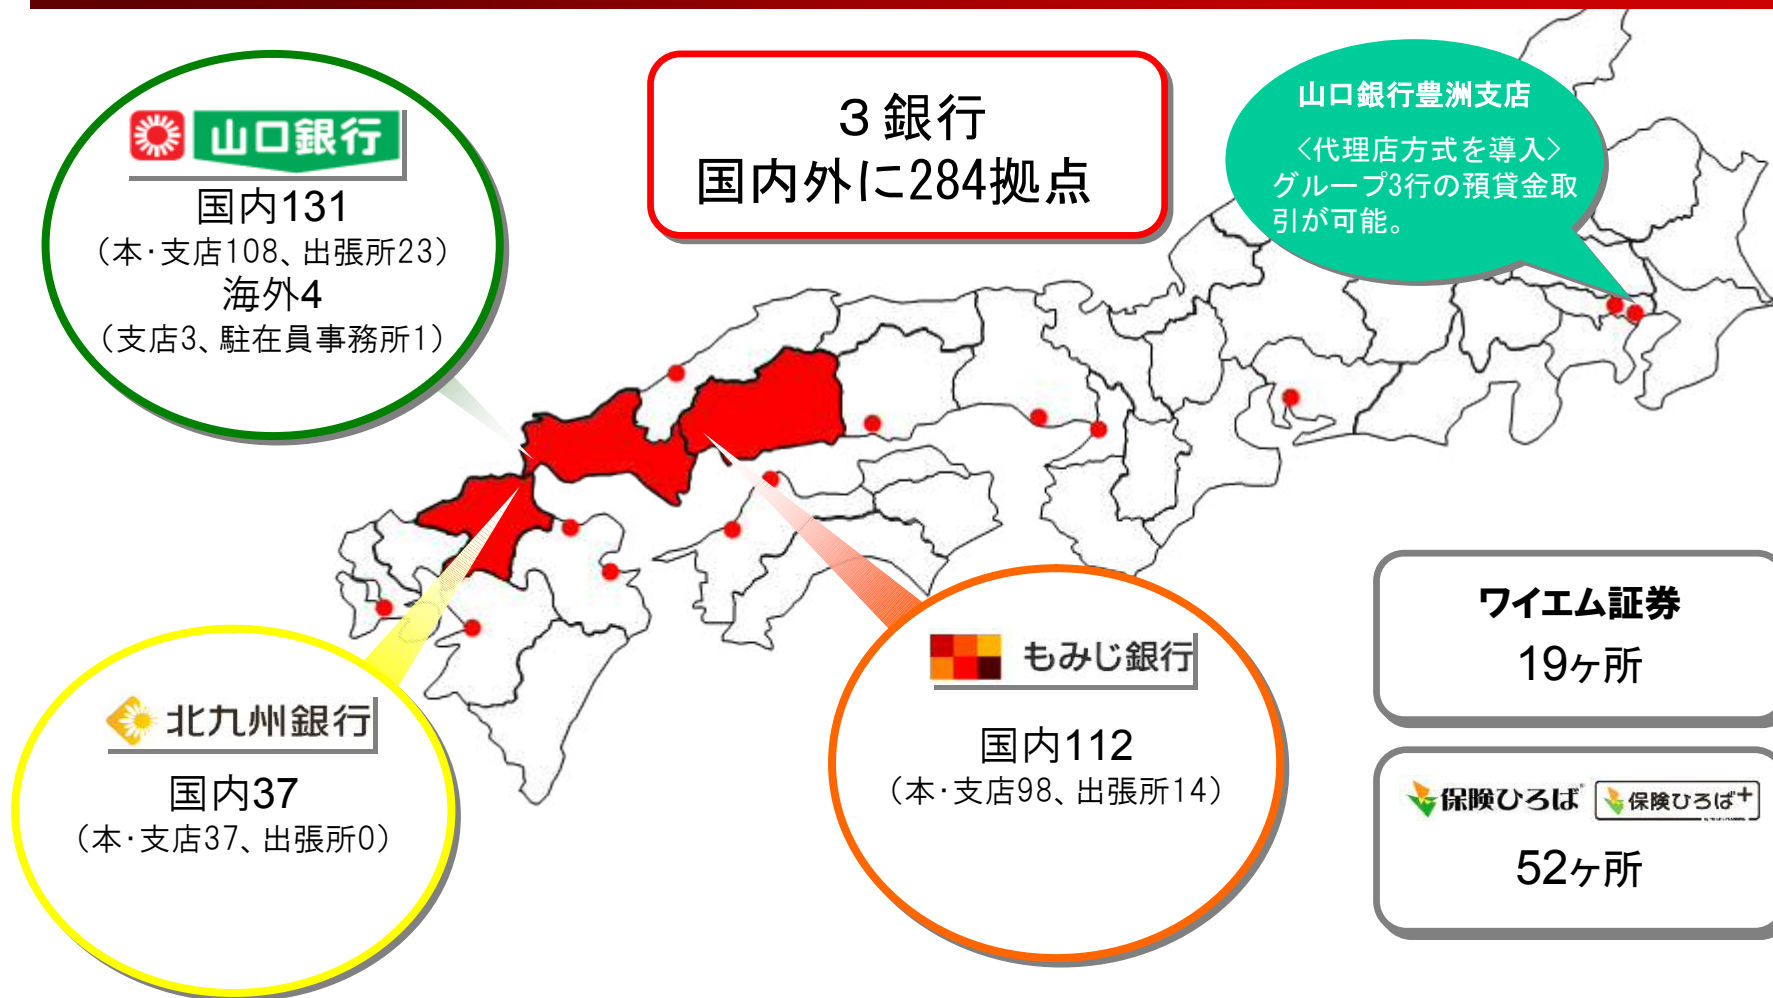 山口銀行
国内131
（本・支店108、出張所23）
海外4
（支店3、駐在員事務所1）
３銀行
国内外に284拠点
山口銀行豊洲支店
＜代理店方式を導入＞
グループ3行の預貸金取
引が可能。
北九州銀行
国内37
（本・支店37、出張所0）
もみじ銀行
国内112
（本・支店98、出張所14）
ワイエム証券
19ヶ所
保険ひろば 保険ひろば+
52ヶ所